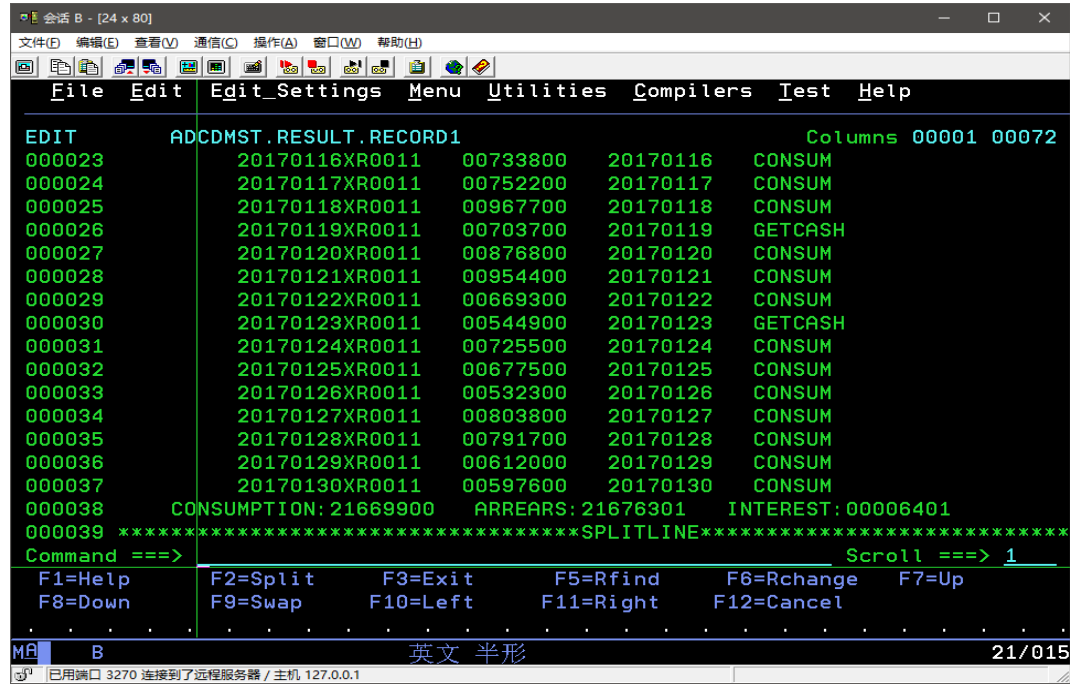 会话 B - [24 x 80]
文件(F) 编辑(E) 查看(V) 通信(C) 操作(A) 窗口(W) 帮助(H)
File Edit Edit_Settings Menu Utilities Compilers Test Help
EDIT ADCDMST.RESULT.RECORD1 Columns 00001 00072
000023 20170116XR0011 00733800 20170116 CONSUM
000024 20170117XR0011 00752200 20170117 CONSUM
000025 20170118XR0011 00967700 20170118 CONSUM
000026 20170119XR0011 00703700 20170119 GETCASH
000027 20170120XR0011 00876800 20170120 CONSUM
000028 20170121XR0011 00954400 20170121 CONSUM
000029 20170122XR0011 00669300 20170122 CONSUM
000030 20170123XR0011 00544900 20170123 GETCASH
000031 20170124XR0011 00725500 20170124 CONSUM
000032 20170125XR0011 00677500 20170125 CONSUM
000033 20170126XR0011 00532300 20170126 CONSUM
000034 20170127XR0011 00803800 20170127 CONSUM
000035 20170128XR0011 00791700 20170128 CONSUM
000036 20170129XR0011 00612000 20170129 CONSUM
000037 20170130XR0011 00597600 20170130 CONSUM
000038 CONSUMPTION:21669900 ARREARS:21676301 INTEREST:00006401
000039 ***********************************SPLITLINE****************************
Command ===> Scroll ===> 1
F1=Help F2=Split F3=Exit F5=Rfind F6=Rchange F7=Up
F8=Down F9=Swap F10=Left F11=Right F12=Cancel
MA B 英文 半形 21/015
已用端口 3270 连接到了远程服务器 / 主机 127.0.0.1